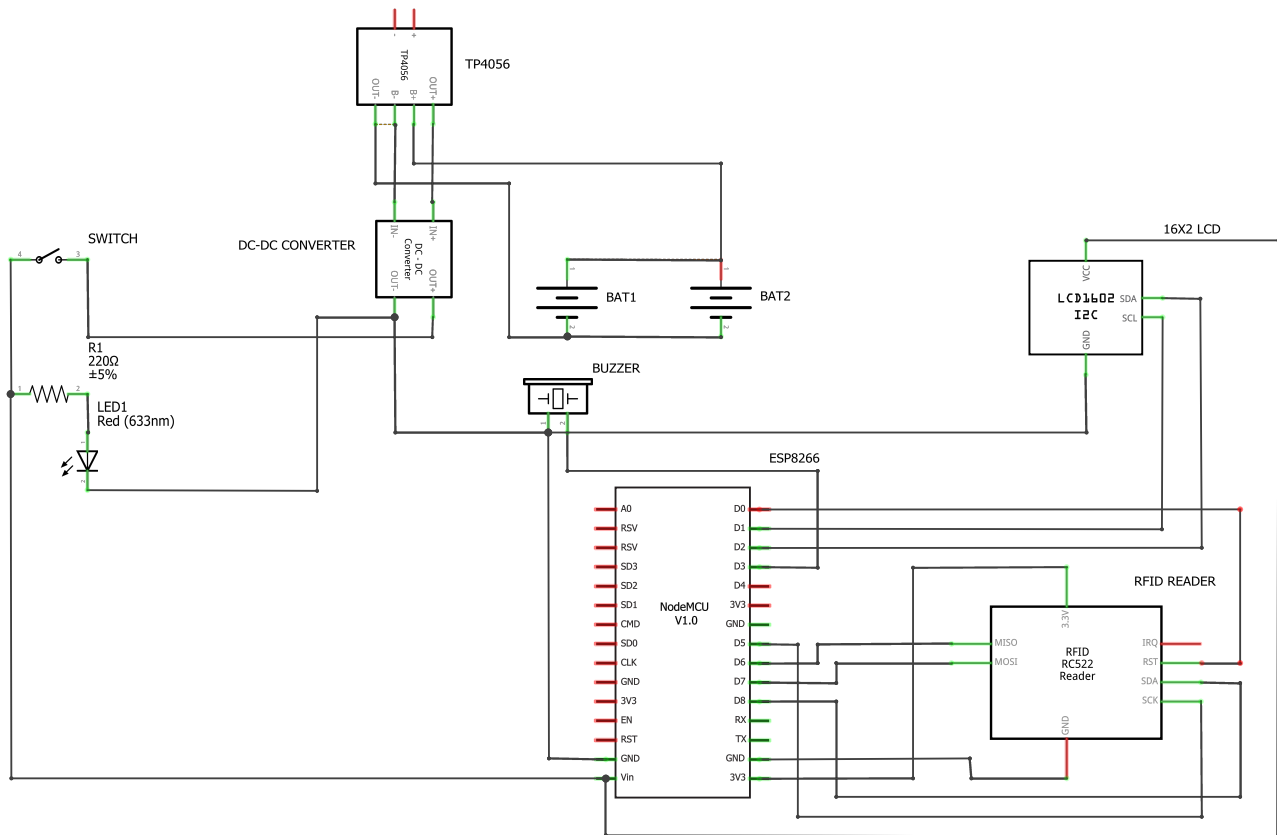 - +
TP4056
OUT- B- B+ OUT+
TP4056
SWITCH
4 3
DC-DC CONVERTER
IN- IN+
DC - DC
Converter
OUT- OUT+
16X2 LCD
VCC
LCD1602
I2C
SDA
SCL
GND
1
BAT1
2
1
BAT2
2
R1
220Ω
±5%
1 2
LED1
Red (633nm)
1
2
BUZZER
1 2
ESP8266
A0
RSV
RSV
SD3
SD2
SD1
CMD
SD0
CLK
GND
3V3
EN
RST
GND
Vin
NodeMCU
V1.0
D0
D1
D2
D3
D4
3V3
GND
D5
D6
D7
D8
RX
TX
GND
3V3
RFID READER
3.3V
MISO
MOSI
RFID
RC522
Reader
IRQ
RST
SDA
SCK
GND